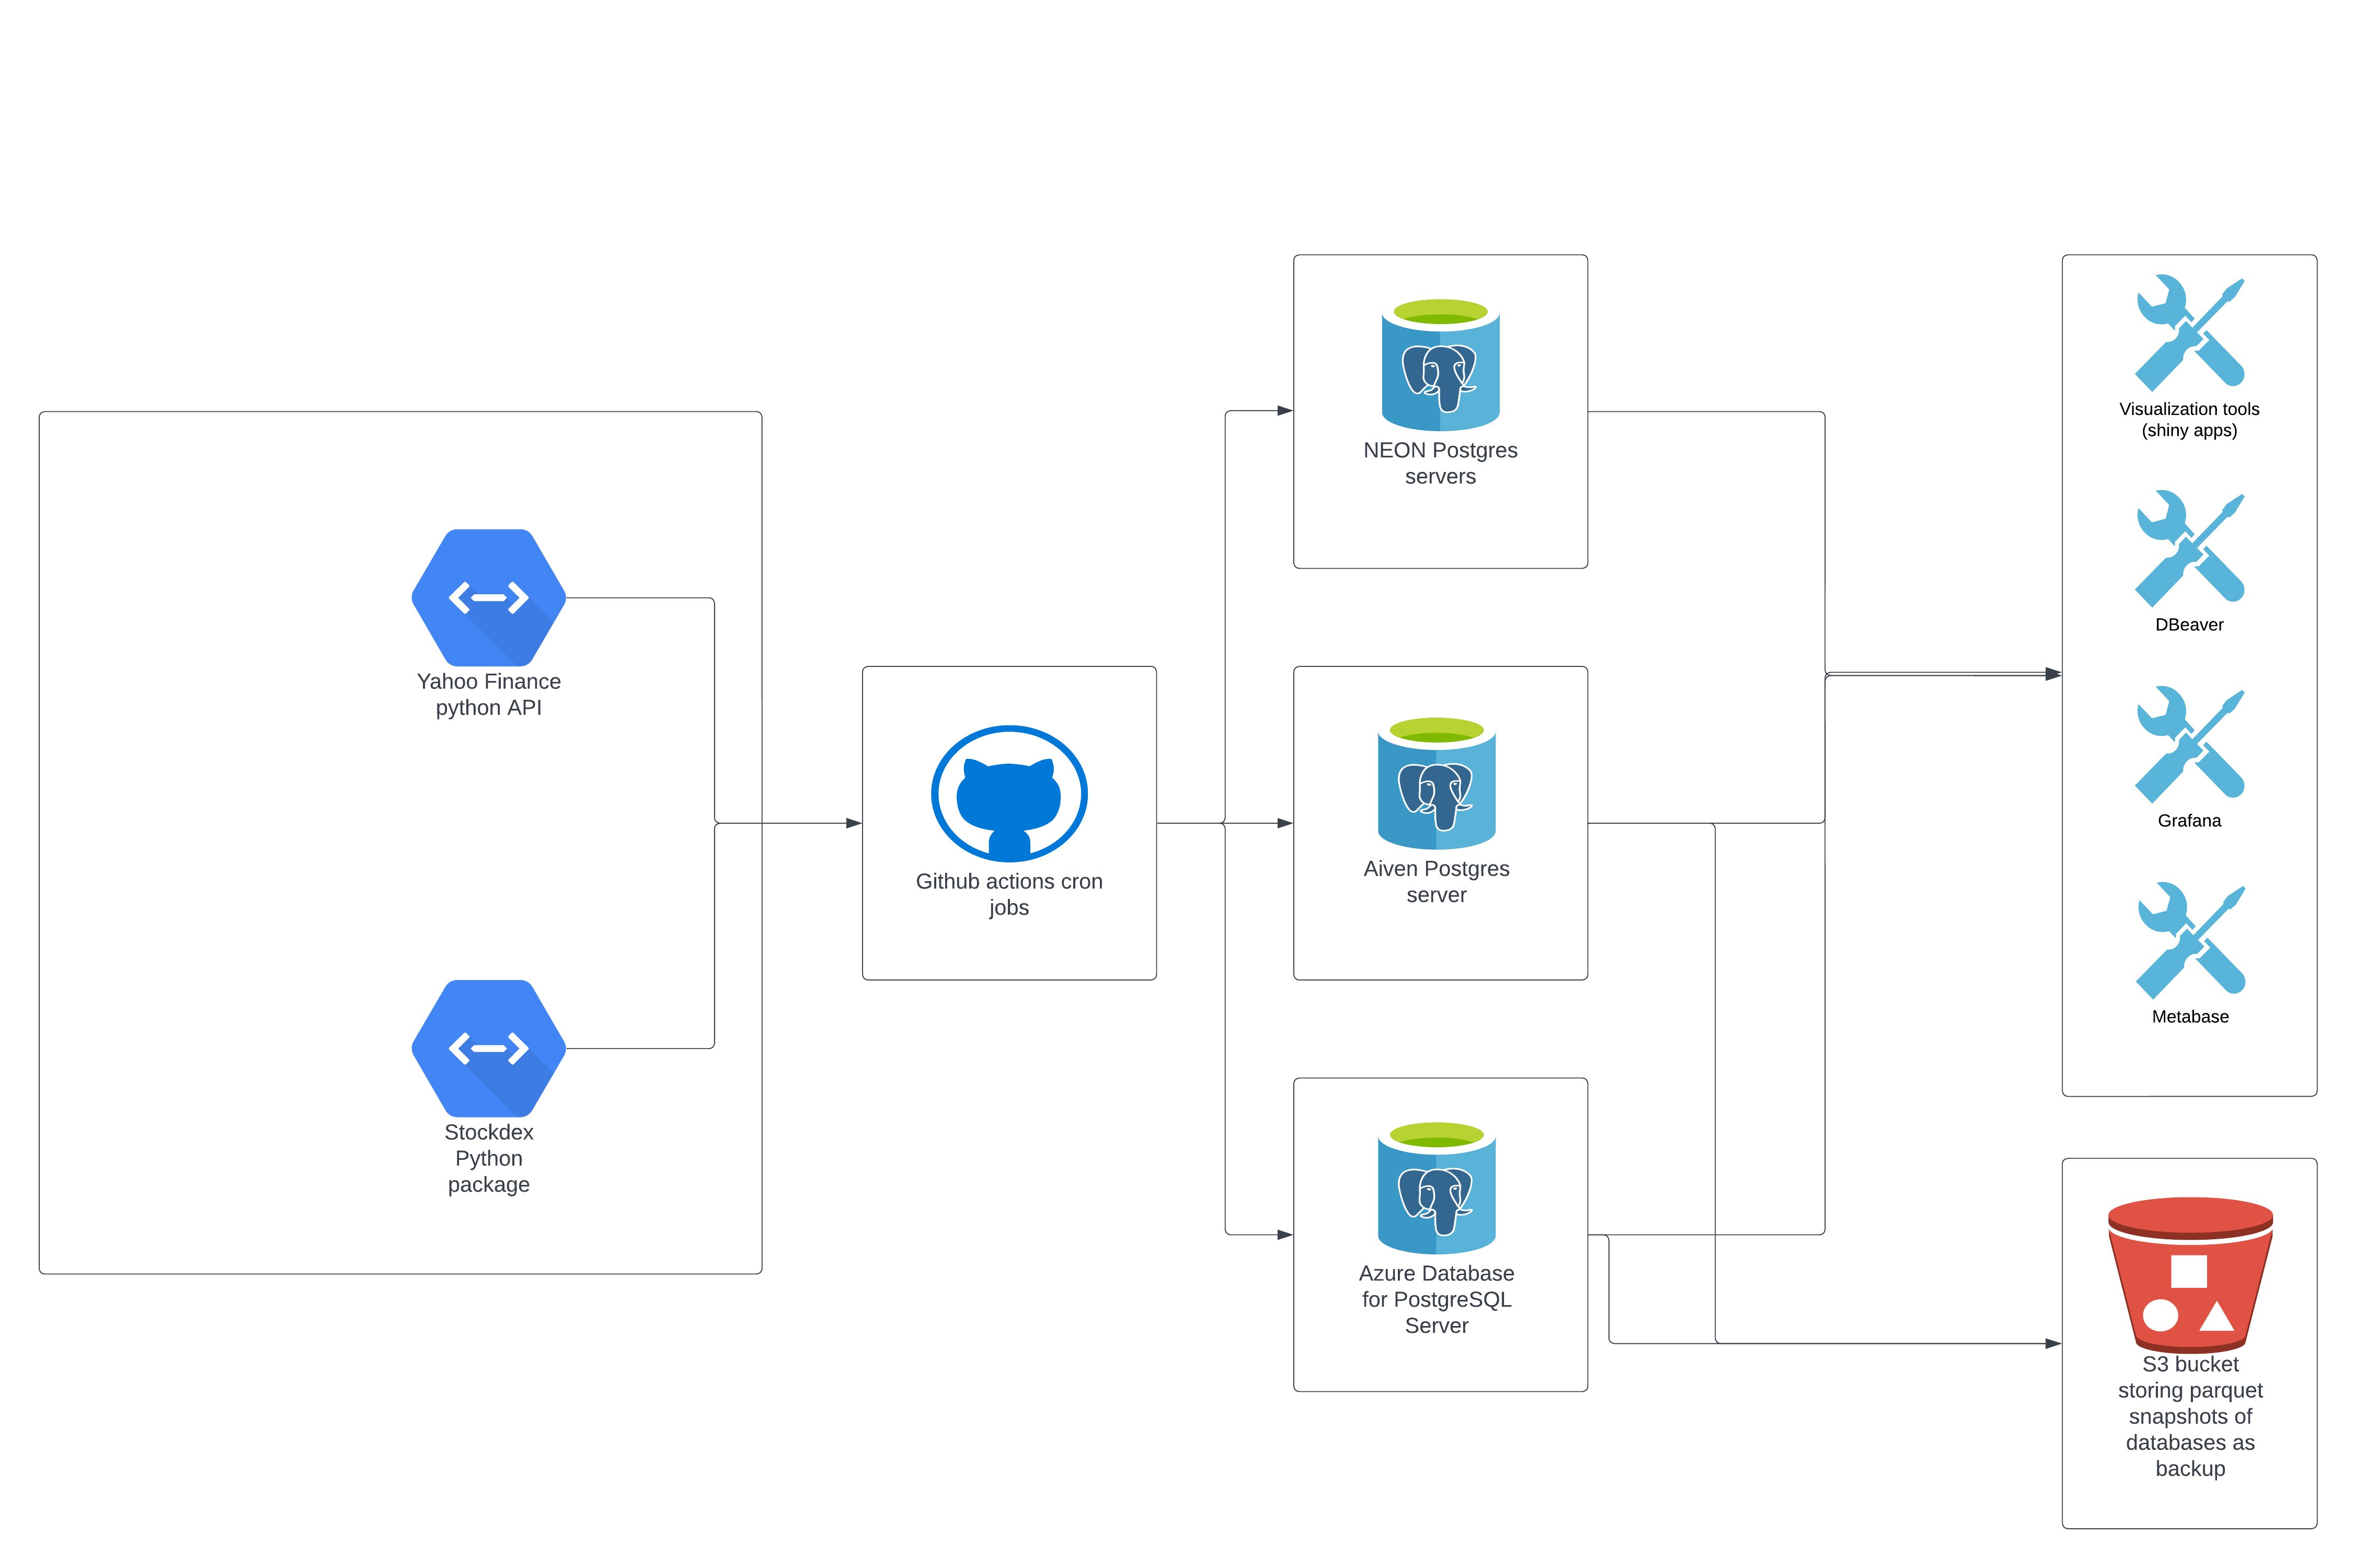 Yahoo Finance
python API
Stockdex
Python
package
Github actions cron
jobs
NEON Postgres
servers
Aiven Postgres
server
Azure Database
for PostgreSQL
Server
Visualization tools
(shiny apps)
DBeaver
Grafana
Metabase
S3 bucket
storing parquet
snapshots of
databases as
backup